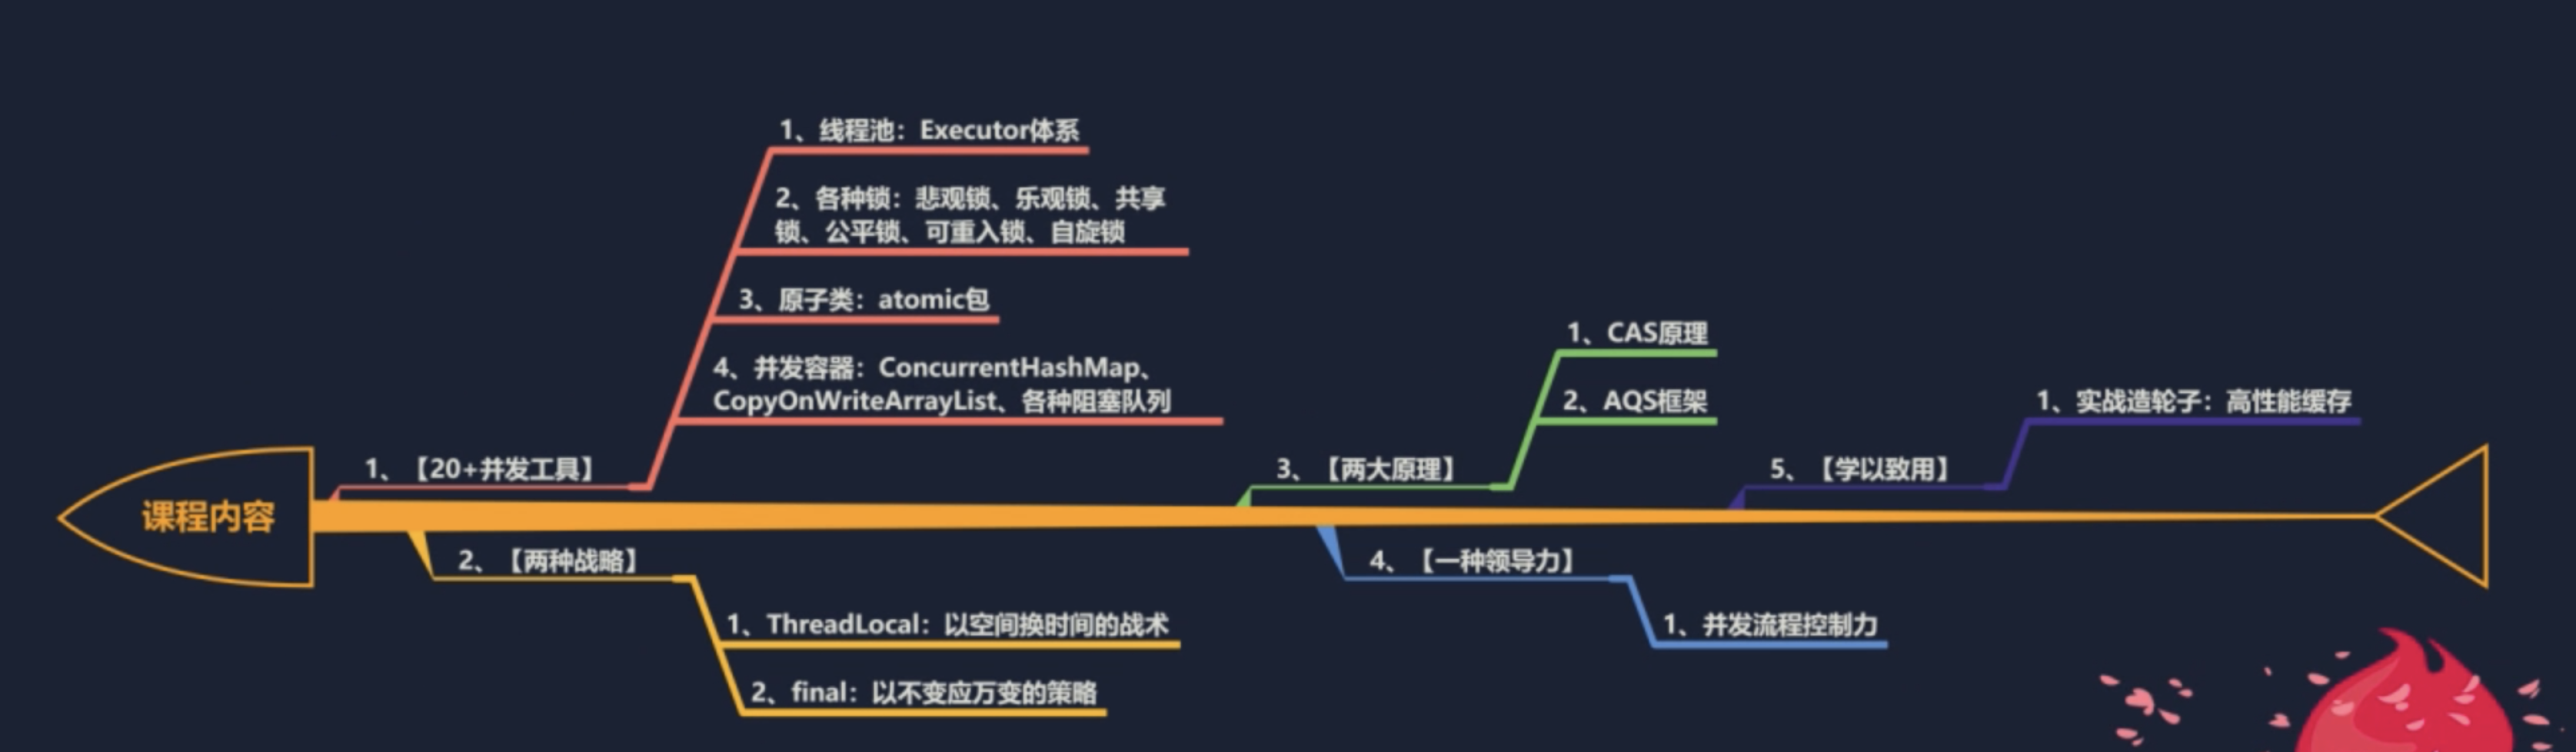 课程内容
1、【20+并发工具】
1、线程池：Executor体系
2、各种锁：悲观锁、乐观锁、共享
锁、公平锁、可重入锁、自旋锁
3、原子类：atomic包
4、并发容器：ConcurrentHashMap、
CopyOnWriteArrayList、各种阻塞队列
2、【两种战略】
1、ThreadLocal：以空间换时间的战术
2、final：以不变应万变的策略
3、【两大原理】
1、CAS原理
2、AQS框架
4、【一种领导力】
1、并发流程控制力
5、【学以致用】
1、实战造轮子：高性能缓存